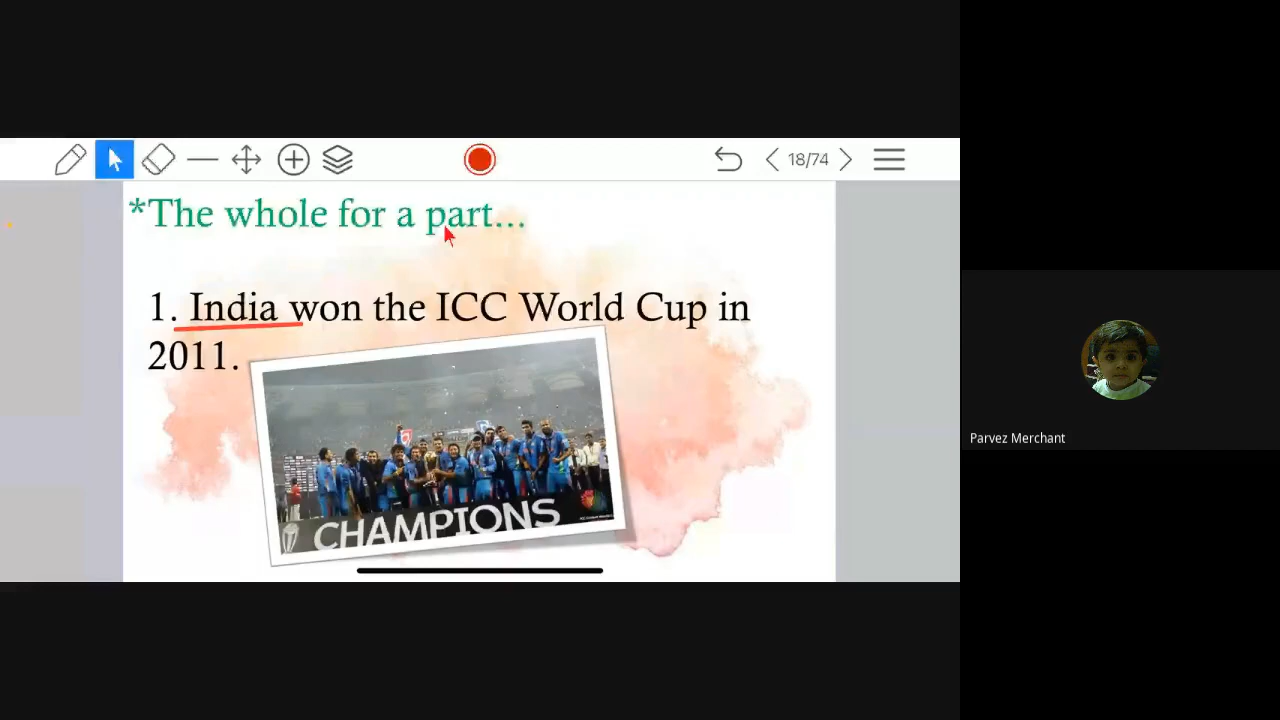 18/74
*The whole for a part...
1. India won the ICC World Cup in
2011.
CHAMPIONS
Parvez Merchant